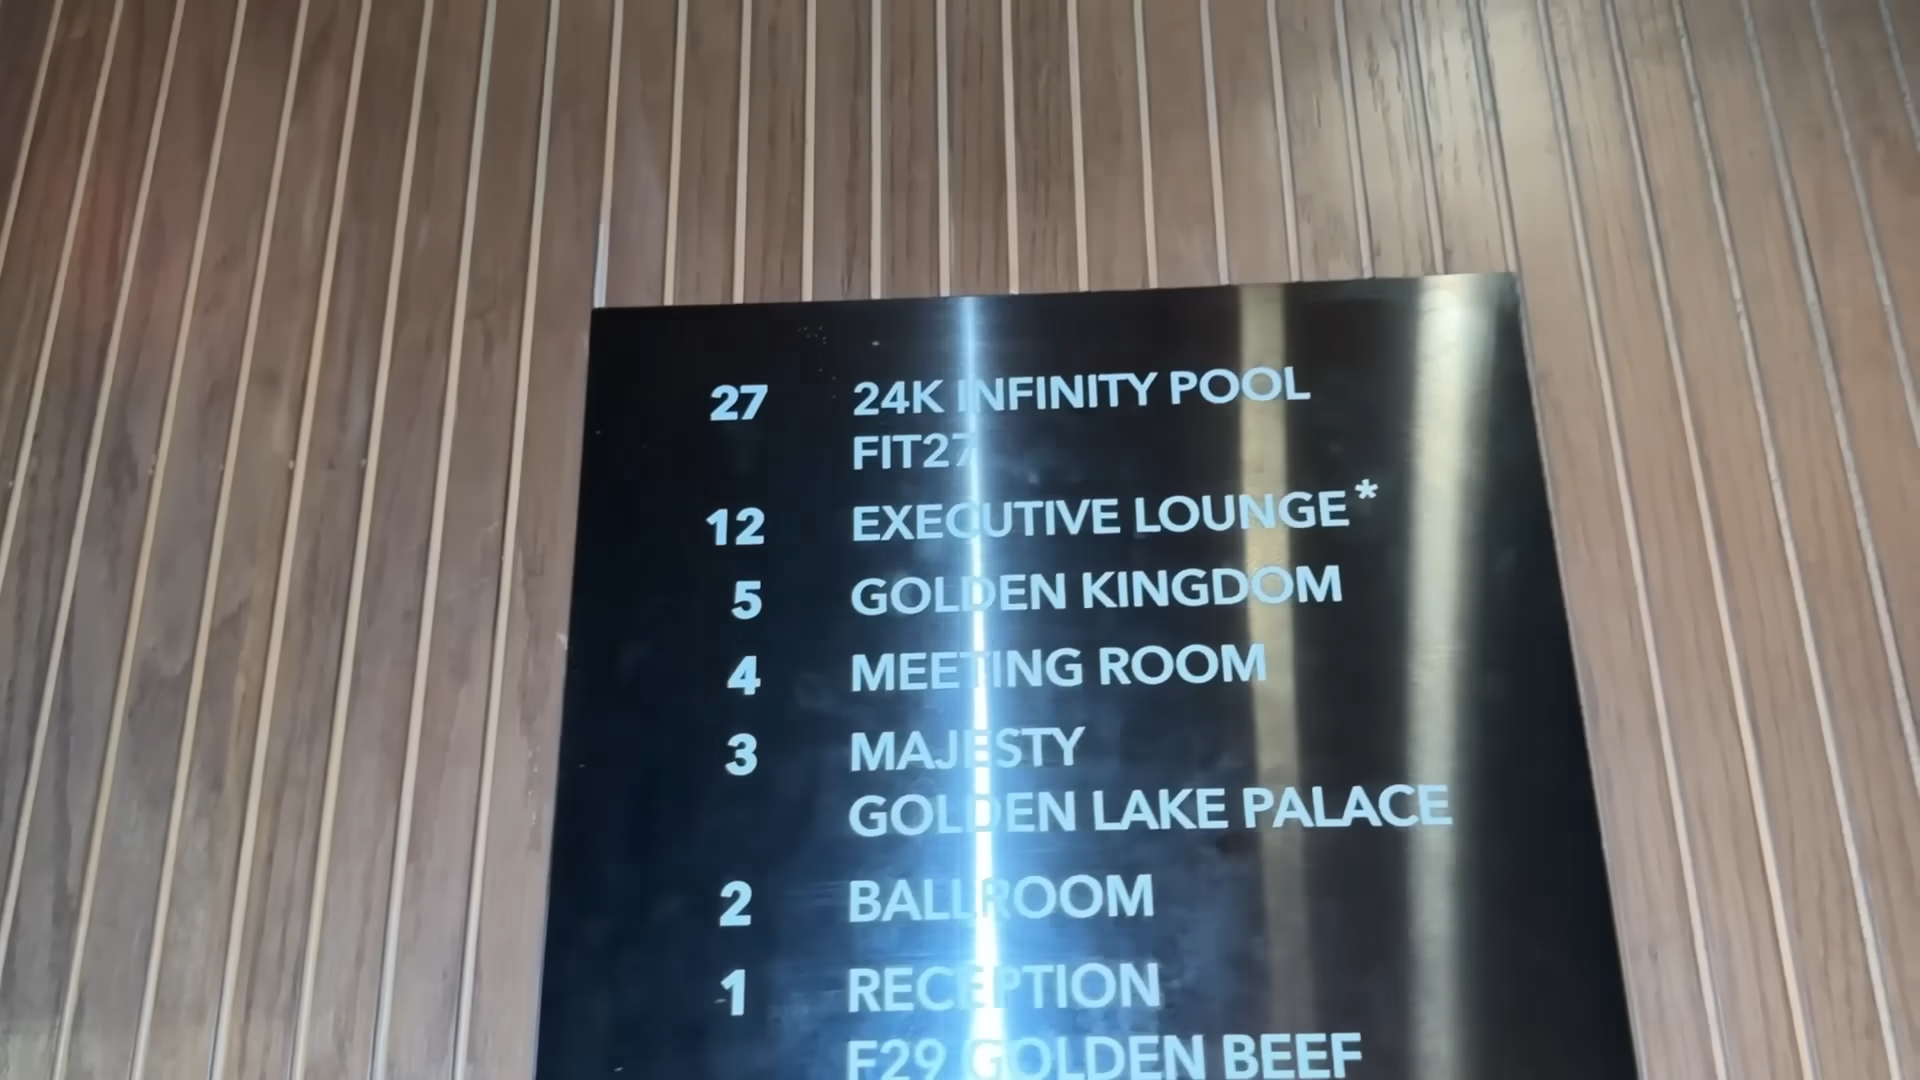 27 24K INFINITY POOL
FIT27
12 EXECUTIVE LOUNGE*
5 GOLDEN KINGDOM
4 MEETING ROOM
3 MAJESTY
GOLDEN LAKE PALACE
2 BALLROOM
1 RECEPTION
F29 GOLDEN BEEF